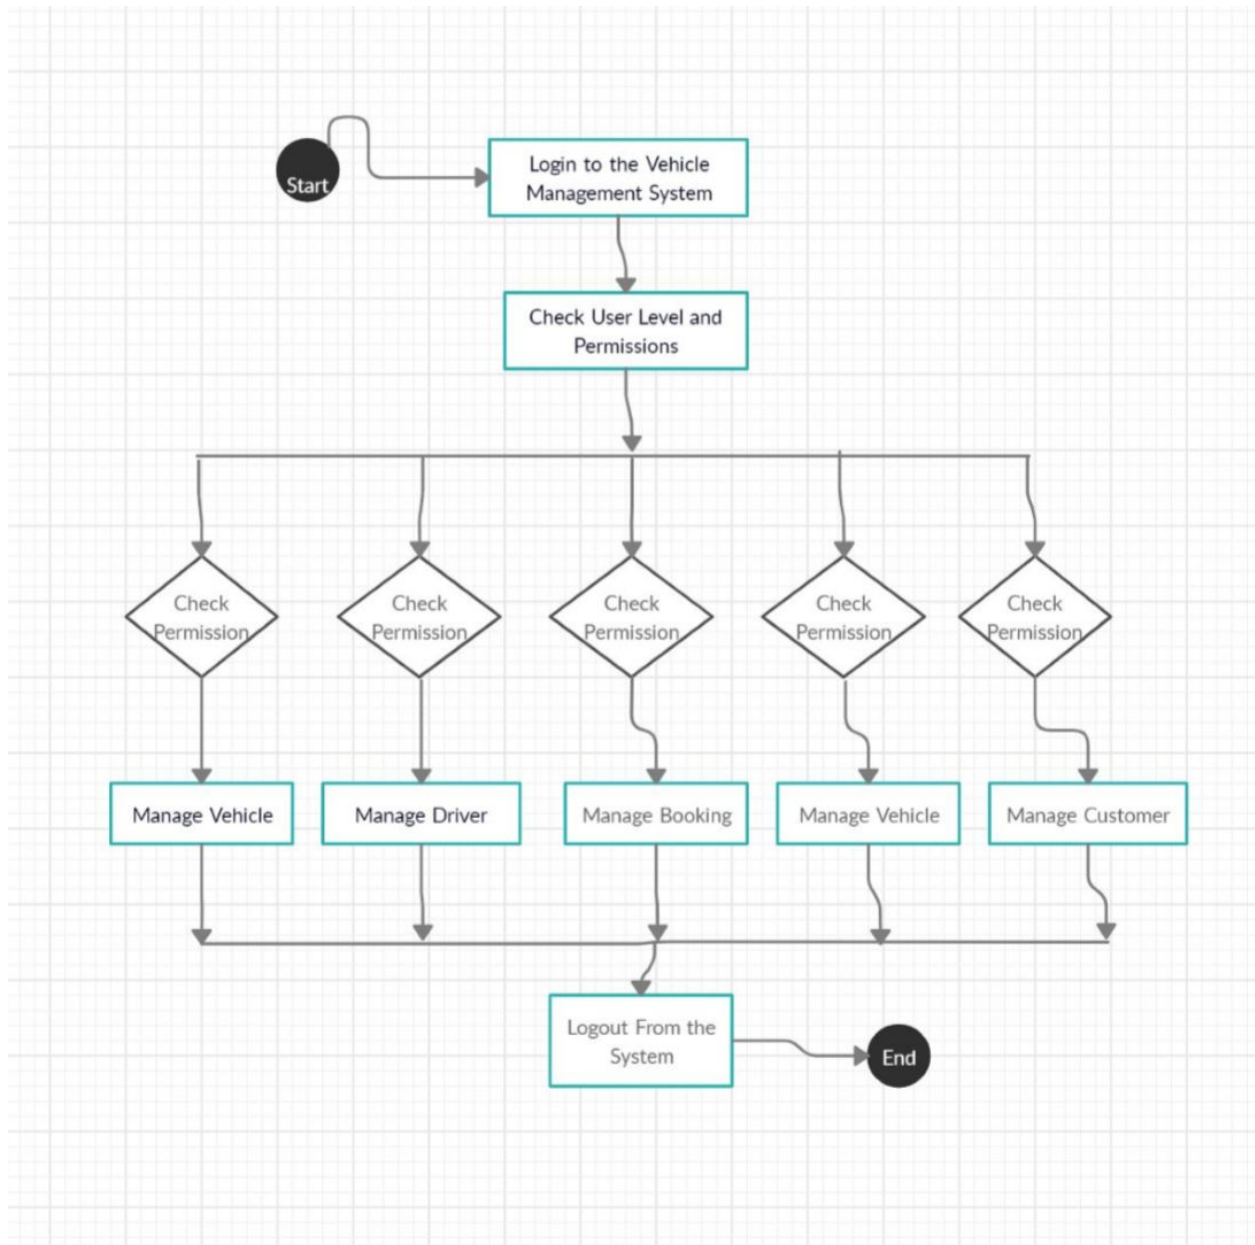 Start
Login to the Vehicle
Management System
Check User Level and
Permissions
Check
Permission
Check
Permission
Check
Permission
Check
Permission
Check
Permission
Manage Vehicle
Manage Driver
Manage Booking
Manage Vehicle
Manage Customer
Logout From the
System
End